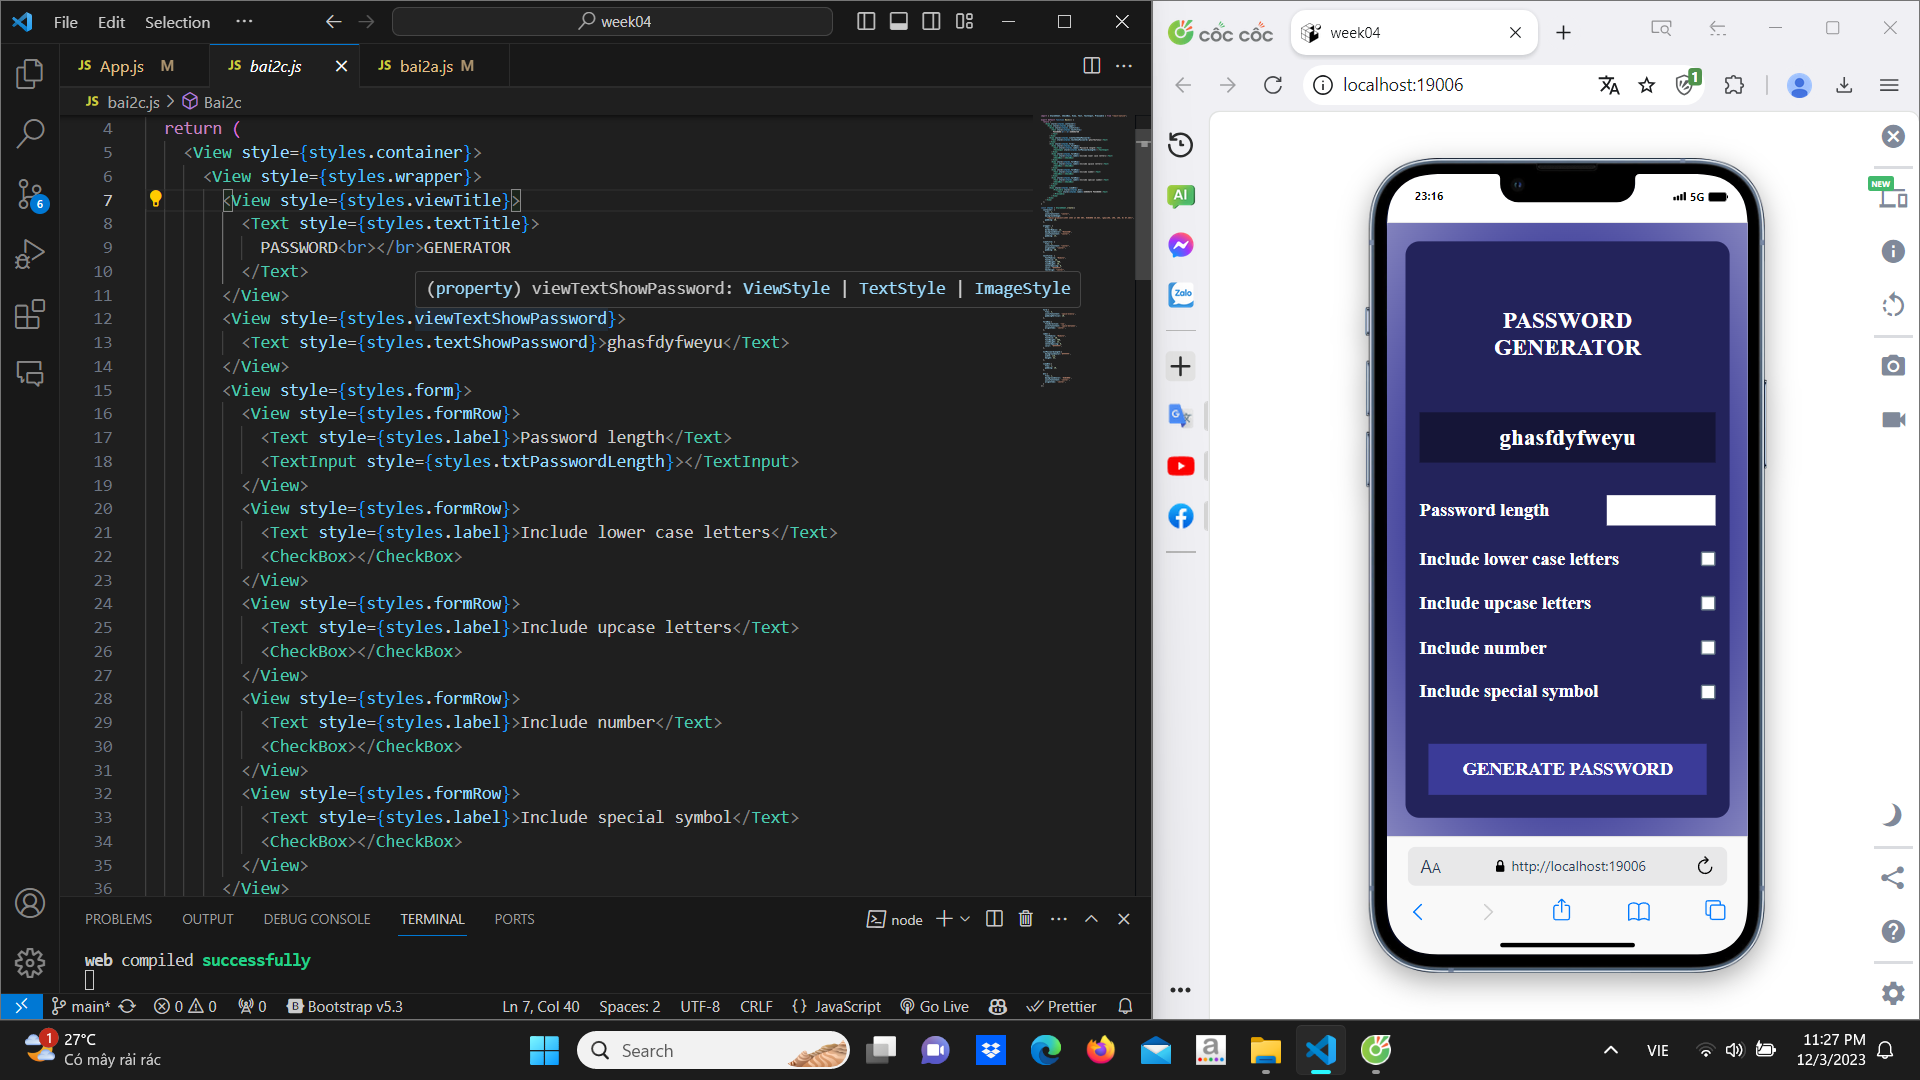 File Edit Selection ··· week04
JS App.js M JS bai2c.js JS bai2a.js M
JS bai2c.js > Bai2c
4 return (
5 <View style={styles.container}>
6 <View style={styles.wrapper}>
7 <View style={styles.viewTitle}>
8 <Text style={styles.textTitle}>
9 PASSWORD<br></br>GENERATOR
10 </Text>
11 </View>
(property) viewTextShowPassword: ViewStyle | TextStyle | ImageStyle
12 <View style={styles.viewTextShowPassword}>
13 <Text style={styles.textShowPassword}>ghasfdyfweyu</Text>
14 </View>
15 <View style={styles.form}>
16 <View style={styles.formRow}>
17 <Text style={styles.label}>Password length</Text>
18 <TextInput style={styles.txtPasswordLength}></TextInput>
19 </View>
20 <View style={styles.formRow}>
21 <Text style={styles.label}>Include lower case letters</Text>
22 <CheckBox></CheckBox>
23 </View>
24 <View style={styles.formRow}>
25 <Text style={styles.label}>Include upcase letters</Text>
26 <CheckBox></CheckBox>
27 </View>
28 <View style={styles.formRow}>
29 <Text style={styles.label}>Include number</Text>
30 <CheckBox></CheckBox>
31 </View>
32 <View style={styles.formRow}>
33 <Text style={styles.label}>Include special symbol</Text>
34 <CheckBox></CheckBox>
35 </View>
36 </View>
6
PROBLEMS OUTPUT DEBUG CONSOLE TERMINAL PORTS node
web compiled successfully
main* 0 0 0 Bootstrap v5.3 Ln 7, Col 40 Spaces: 2 UTF-8 CRLF {} JavaScript Go Live Prettier
CỐC CỐC week04
localhost:19006 1
AI
Zalo
NEW
23:16 5G
PASSWORD
GENERATOR
ghasfdyfweyu
Password length
Include lower case letters
Include upcase letters
Include number
Include special symbol
GENERATE PASSWORD
AA http://localhost:19006
1 27°C
Có mây rải rác
Search
VIE
11:27 PM
12/3/2023